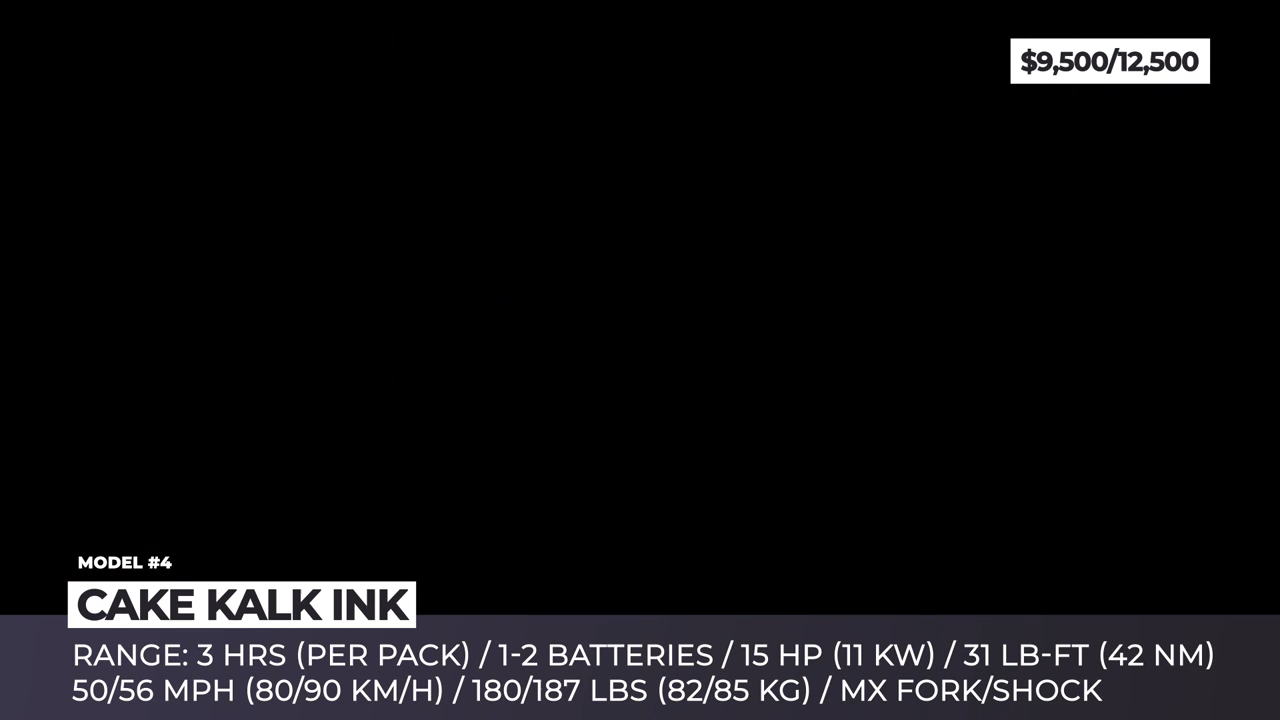 $9,500/12,500
MODEL #4
CAKE KALK INK
RANGE: 3 HRS (PER PACK) / 1-2 BATTERIES / 15 HP (11 KW) / 31 LB-FT (42 NM)
50/56 MPH (80/90 KM/H) / 180/187 LBS (82/85 KG) / MX FORK/SHOCK